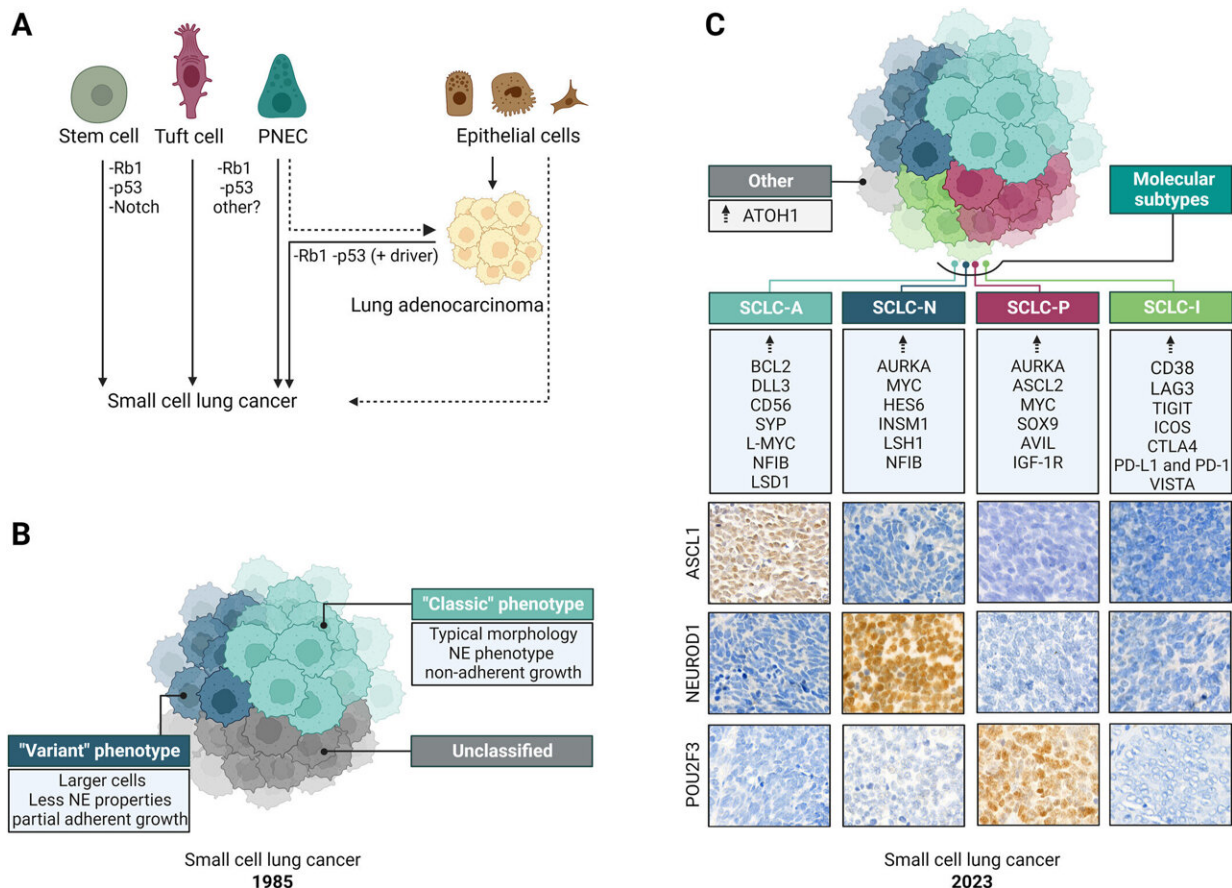 A
Stem cell
Tuft cell
PNEC
Epithelial cells
-Rb1
-p53
-Notch
-Rb1
-p53
other?
-Rb1 -p53 (+ driver)
Lung adenocarcinoma
Small cell lung cancer
B
"Classic" phenotype
Typical morphology
NE phenotype
non-adherent growth
"Variant" phenotype
Larger cells
Less NE properties
partial adherent growth
Unclassified
Small cell lung cancer
1985
C
Other
ATOH1
Molecular
subtypes
SCLC-A
BCL2
DLL3
CD56
SYP
L-MYC
NFIB
LSD1
SCLC-N
AURKA
MYC
HES6
INSM1
LSH1
NFIB
SCLC-P
AURKA
ASCL2
MYC
SOX9
AVIL
IGF-1R
SCLC-I
CD38
LAG3
TIGIT
ICOS
CTLA4
PD-L1 and PD-1
VISTA
ASCL1
NEUROD1
POU2F3
Small cell lung cancer
2023